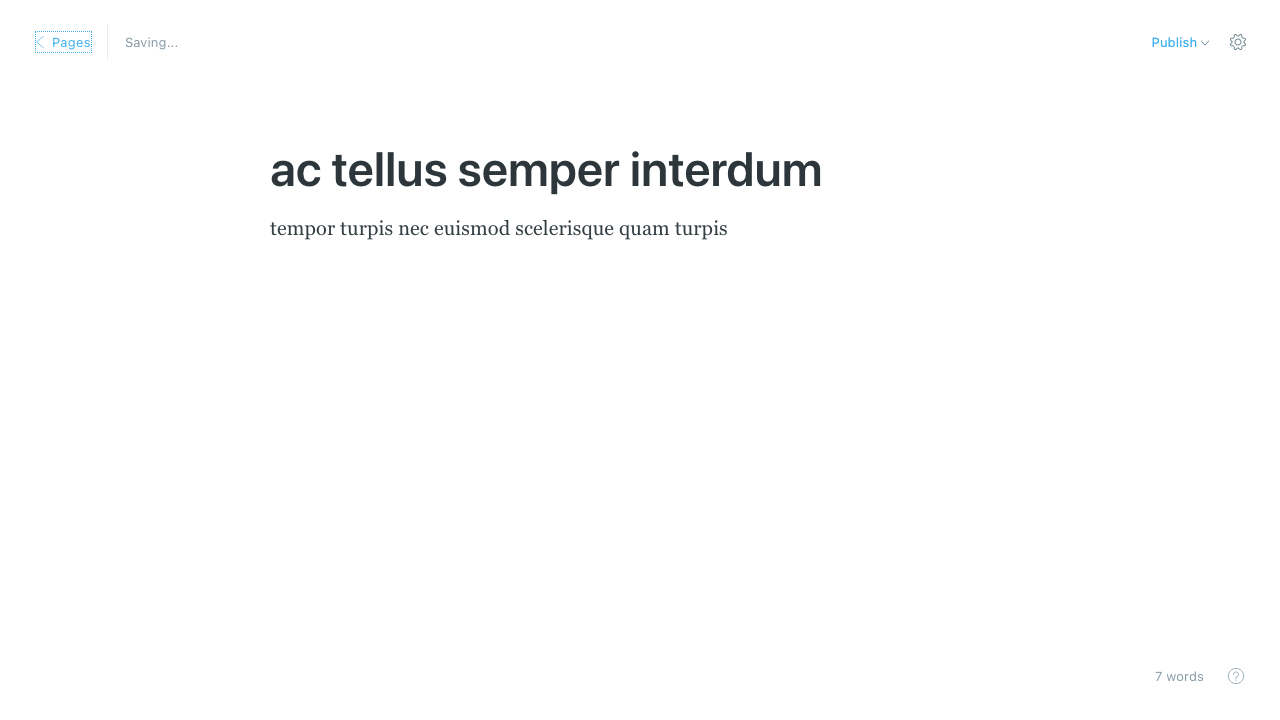 Pages
Saving...
Publish
ac tellus semper interdum
tempor turpis nec euismod scelerisque quam turpis
7 words